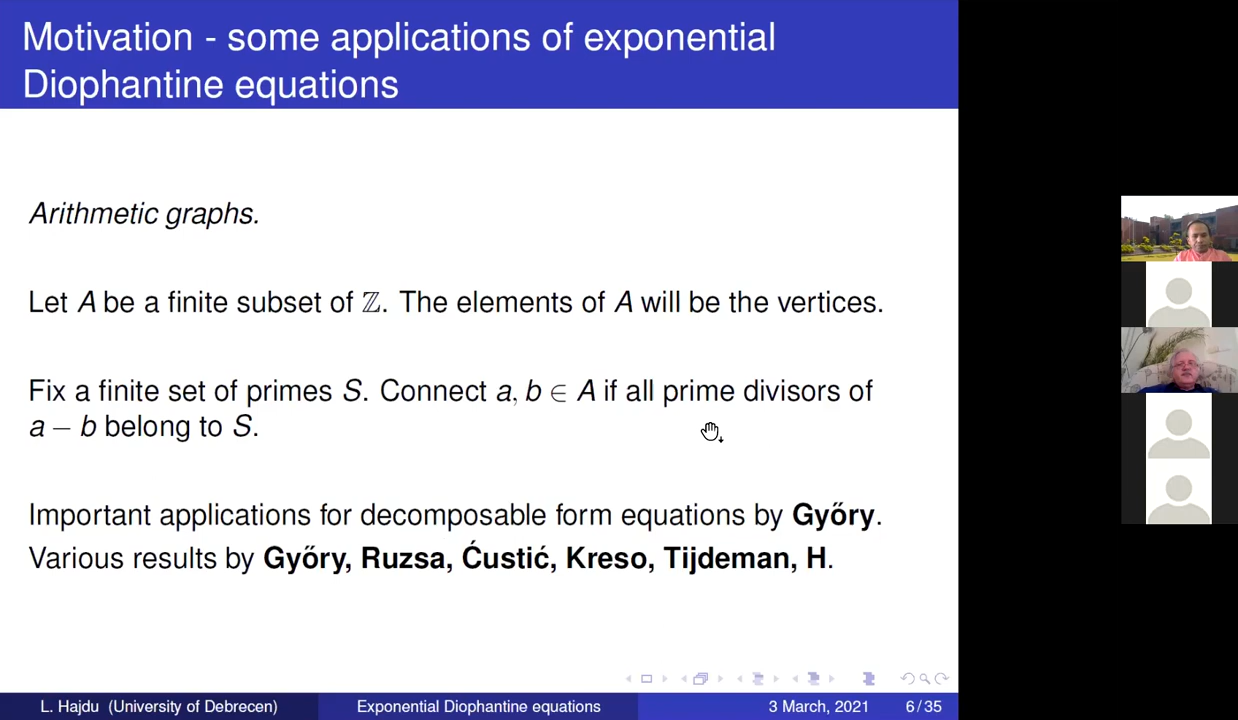 Motivation - some applications of exponential
Diophantine equations
Arithmetic graphs.
Let A be a finite subset of ℤ. The elements of A will be the vertices.
Fix a finite set of primes S. Connect a, b ∈ A if all prime divisors of
a − b belong to S.
Important applications for decomposable form equations by Győry.
Various results by Győry, Ruzsa, Ćustić, Kreso, Tijdeman, H.
L. Hajdu (University of Debrecen) Exponential Diophantine equations 3 March, 2021 6 / 35